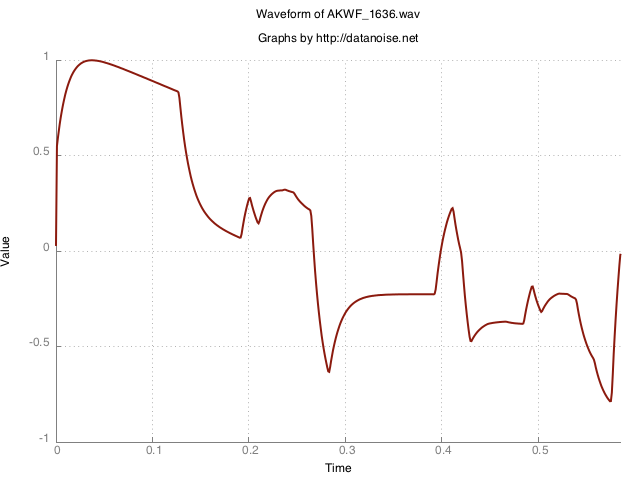 Waveform of AKWF_1636.wav
Graphs by http://datanoise.net
1
0.5
0
-0.5
-1
Value
0 0.1 0.2 0.3 0.4 0.5
Time